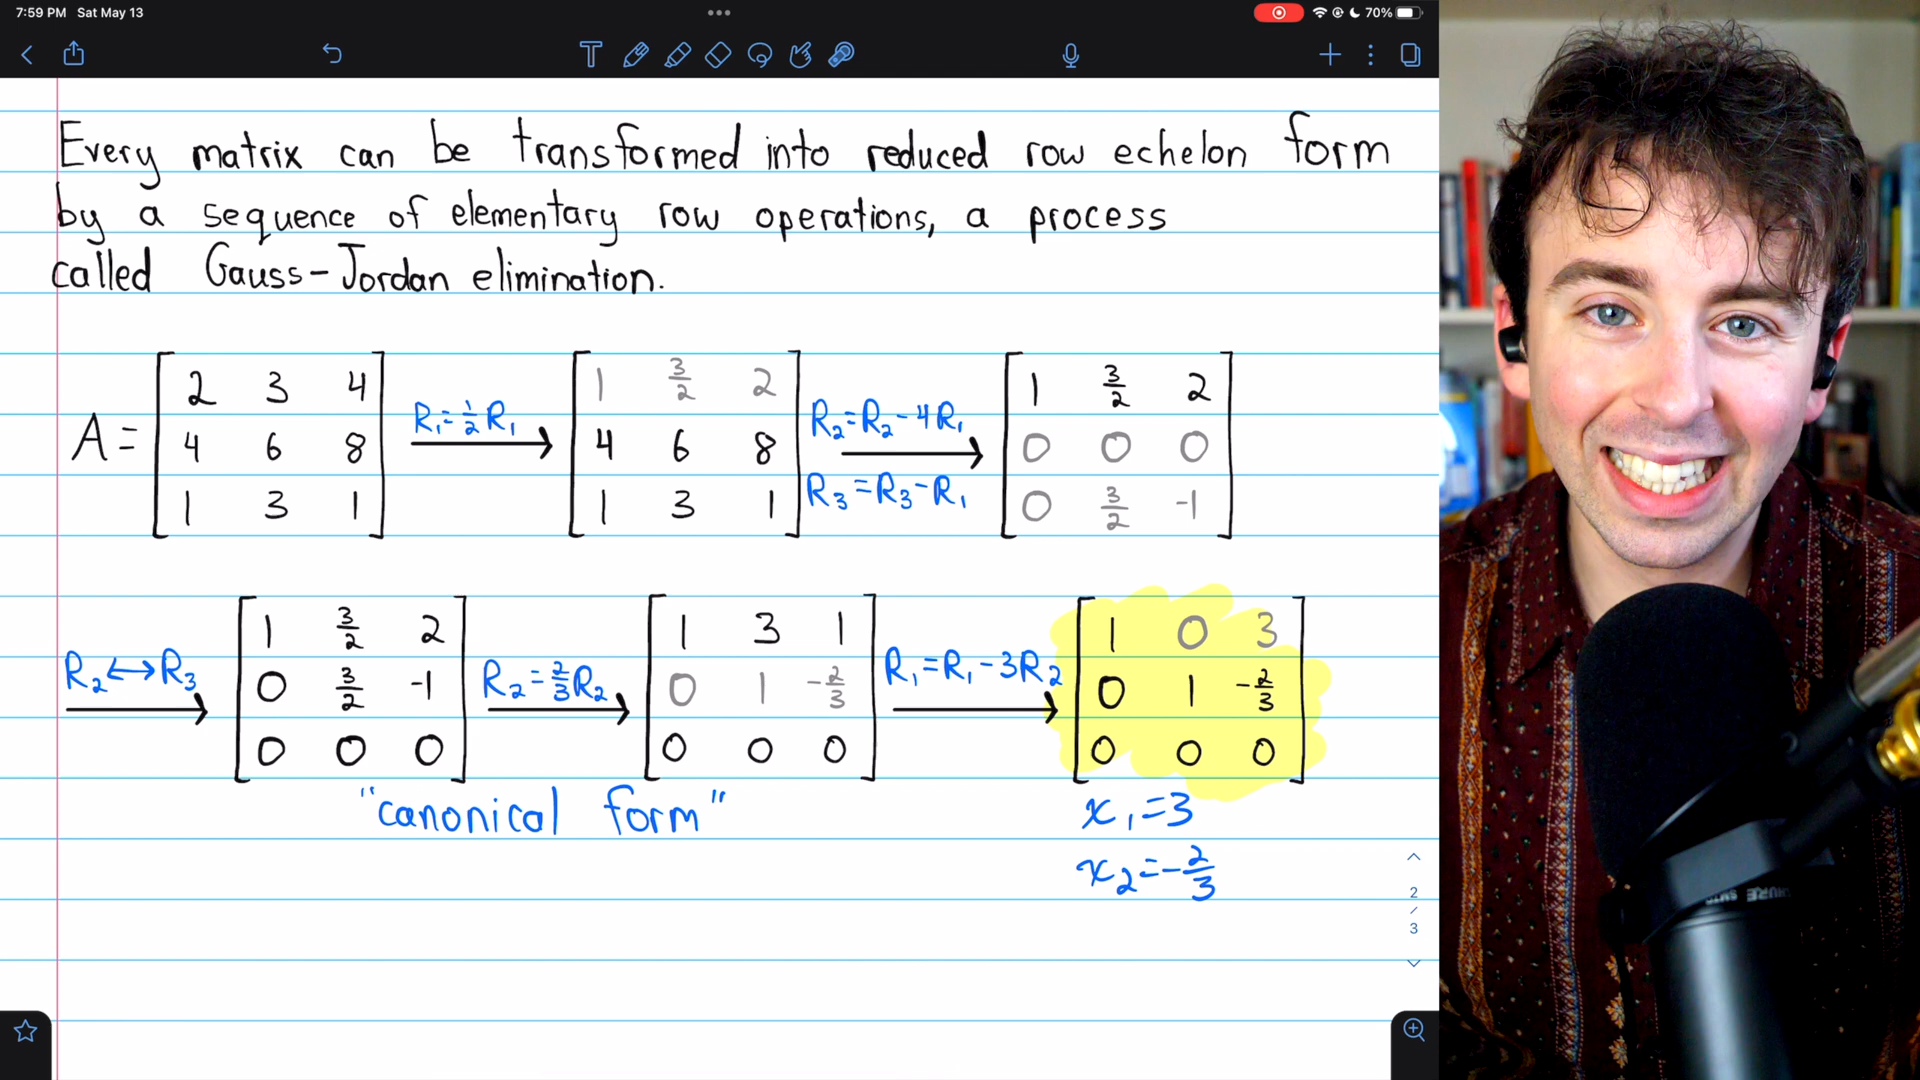 7:59 PM Sat May 13
70%
Every matrix can be transformed into reduced row echelon form
by a sequence of elementary row operations, a process
called Gauss-Jordan elimination.
A = [2 3 4; 4 6 8; 1 3 1] R₁=½R₁ → [1 3/2 2; 4 6 8; 1 3 1] R₂=R₂-4R₁ R₃=R₃-R₁ → [1 3/2 2; 0 0 0; 0 3/2 -1]
R₂↔R₃ → [1 3/2 2; 0 3/2 -1; 0 0 0] R₂=⅔R₂ → [1 3 1; 0 1 -2/3; 0 0 0] R₁=R₁-3R₂ → [1 0 3; 0 1 -2/3; 0 0 0]
"canonical form"
x₁=3
x₂=-2/3
2
/
3